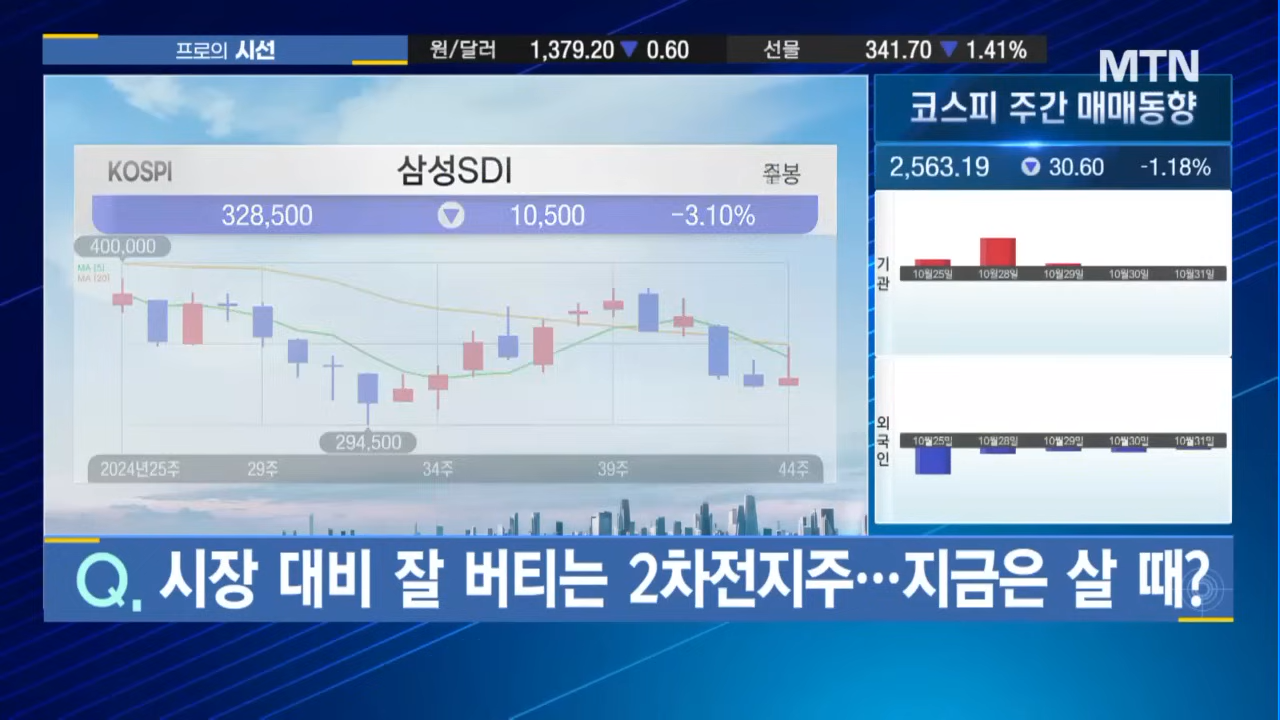 프로의 시선
원/달러 1,379.20 ▼ 0.60 선물 341.70 ▼ 1.41%
MTN
KOSPI 삼성SDI 주봉
328,500 ▽ 10,500 -3.10%
400,000
MA (5)
MA (20)
294,500
2024년25주 29주 34주 39주 44주
코스피 주간 매매동향
2,563.19 ▽ 30.60 -1.18%
기관
10월25일 10월28일 10월29일 10월30일 10월31일
외국인
10월25일 10월28일 10월29일 10월30일 10월31일
Q. 시장 대비 잘 버티는 2차전지주…지금은 살 때?